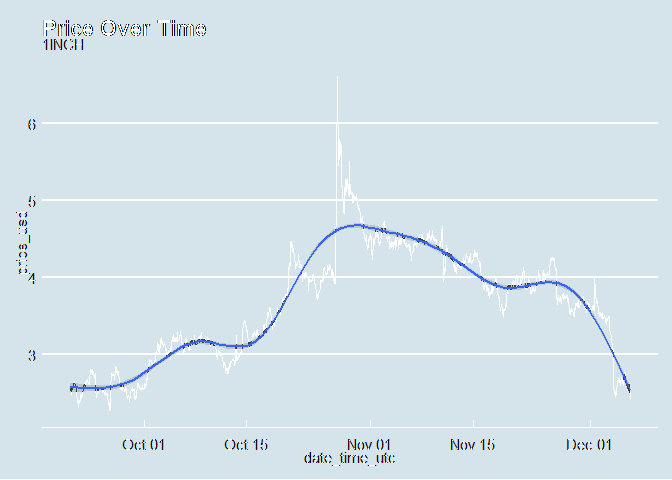 Price Over Time
1INCH
6
5
4
3
price_usd
Oct 01
Oct 15
Nov 01
Nov 15
Dec 01
date_time_utc